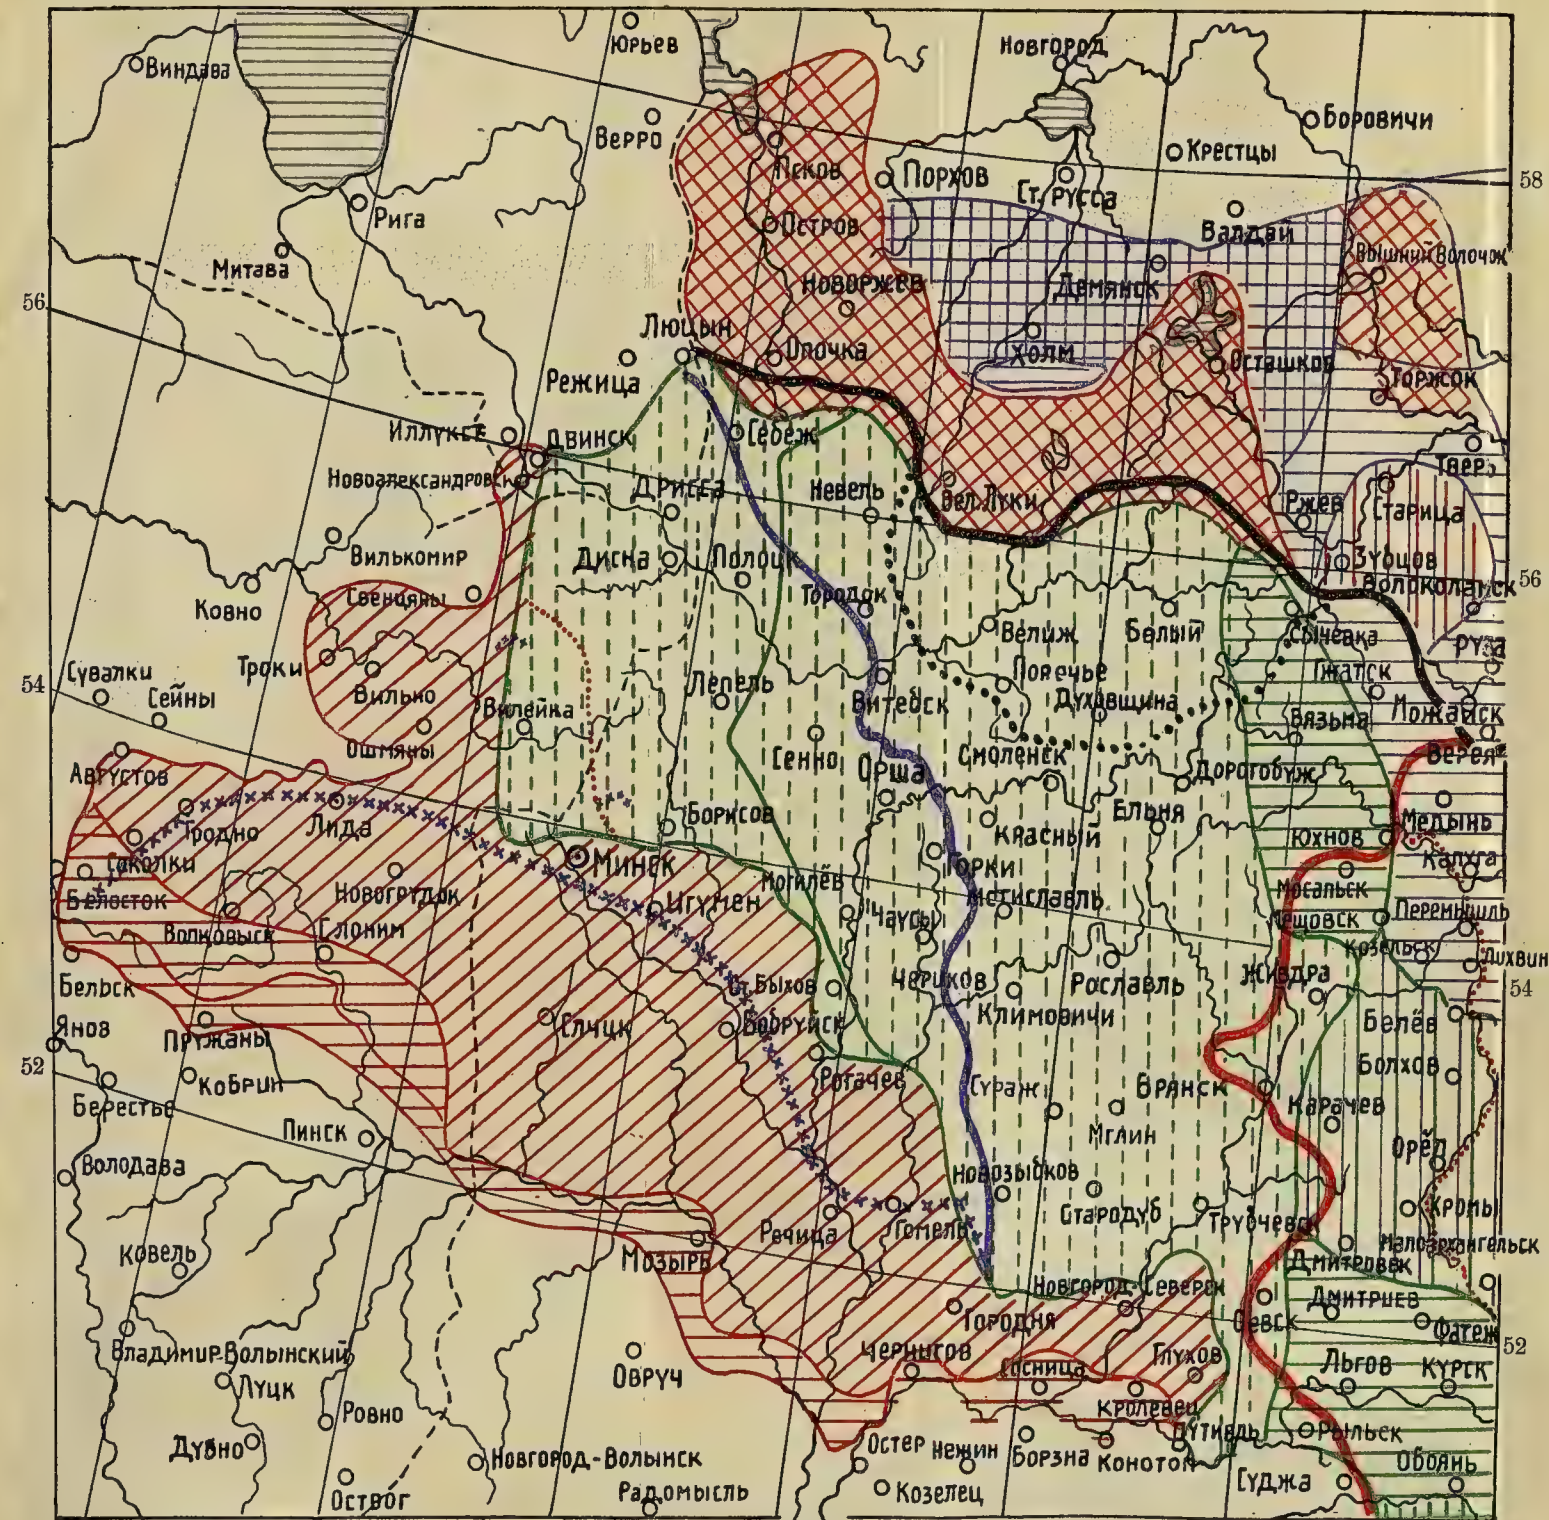 Юрьев
Новгород
Виндава
Боровичи
Верро
Крестцы
Псков
Порхов
Ст. Русса
58
Рига
Остров
Валдай
Митава
Вышний Волочок
Новоржев
Демянск
56
Люцын
Опочка
Холм
Осташков
Режица
Торжок
Иллуксе
Двинск
Себеж
Тверь
Новоалександровск
Дрисса
Невель
Вел. Луки
Ржев
Старица
Вилькомир
Дисна
Полоцк
Зубцов
56
Свенцяны
Городок
Волоколамск
Ковно
Велиж
Белый
Сычевка
Руза
Сувалки
Троки
Поречье
Гжатск
54
Сейны
Вилько
Лепель
Витебск
Духовщина
Вилейка
Вязьма
Можайск
Ошмяны
Сенно
Смоленск
Верея
Августов
Орша
Дорогобуж
Гродно
Лида
Борисов
Ельня
Медынь
Красный
Юхнов
Соколки
Минск
Горки
Калуга
Белосток
Новогрудок
Игумен
Могилёв
Мстиславль
Мосальск
Волковыск
Слоним
Чаусы
Мещовск
Перемышль
Козельск
Лихвин
Бельск
Ст. Быхов
Чериков
Рославль
Жиздра
54
Янов
Пружаны
Слуцк
Бобруйск
Климовичи
Белёв
52
Кобрин
Рогачев
Сураж
Брянск
Болхов
Берестье
Карачев
Пинск
Мглин
Орёл
Володава
Новозыбков
Стародуб
Трубчевск
Кромы
Речица
Гомель
Малоархангельск
Ковель
Мозырь
Дмитровск
Новгород-Северск
Дмитриев
Городня
Севск
Фатеж
Владимир-Волынский
Чернигов
Сосница
Глухов
52
Луцк
Овруч
Льгов
Курск
Ровно
Кролевец
Путивль
Рыльск
Дубно
Остер
Нежин
Борзна
Конотоп
Новгород-Волынск
Обоянь
Острог
Радомысль
Козелец
Суджа